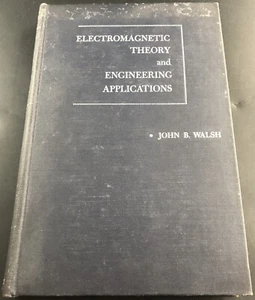 ELECTROMAGNETIC
THEORY
and
ENGINEERING
APPLICATIONS
JOHN B. WALSH